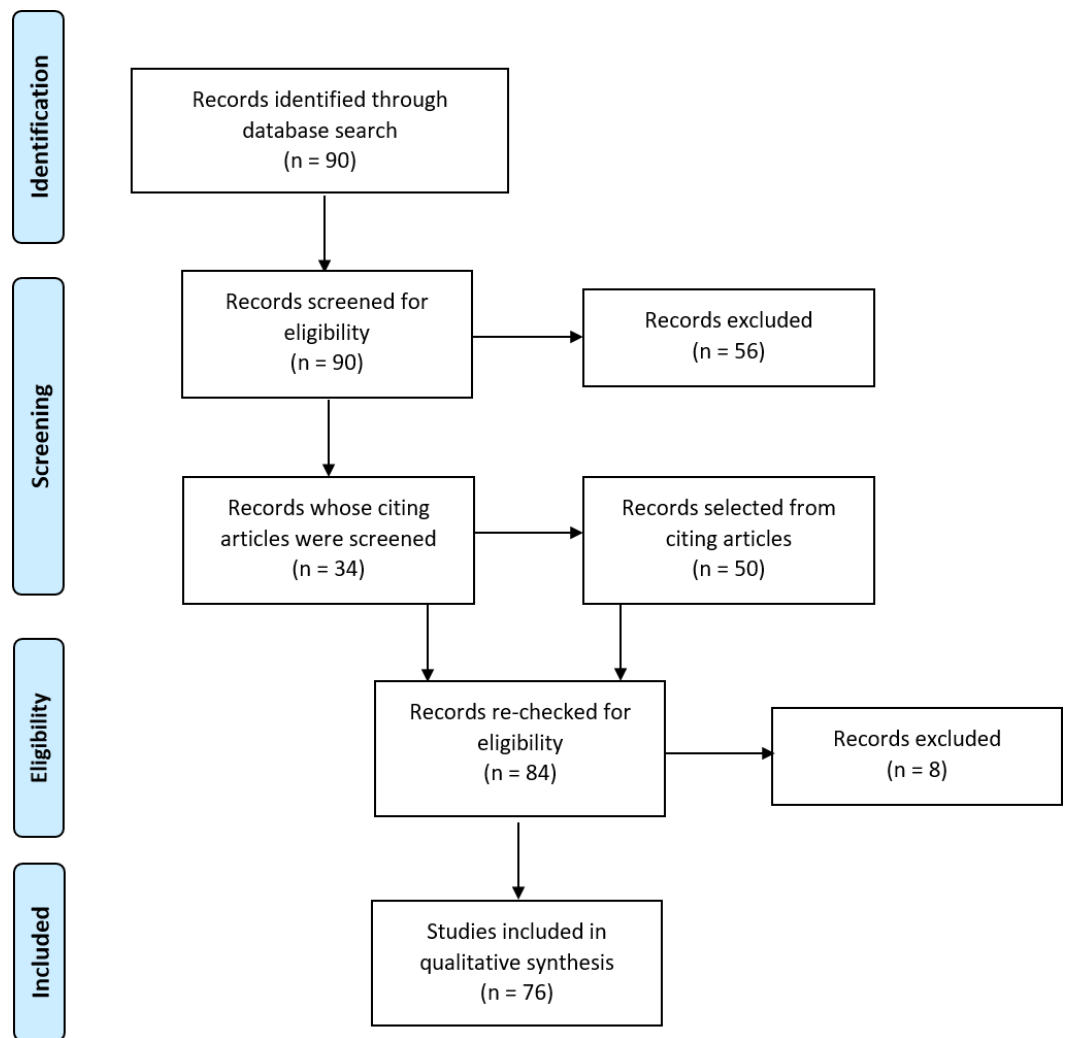 Identification
Records identified through
database search
(n = 90)
Screening
Records screened for
eligibility
(n = 90)
Records excluded
(n = 56)
Records whose citing
articles were screened
(n = 34)
Records selected from
citing articles
(n = 50)
Eligibility
Records re-checked for
eligibility
(n = 84)
Records excluded
(n = 8)
Included
Studies included in
qualitative synthesis
(n = 76)